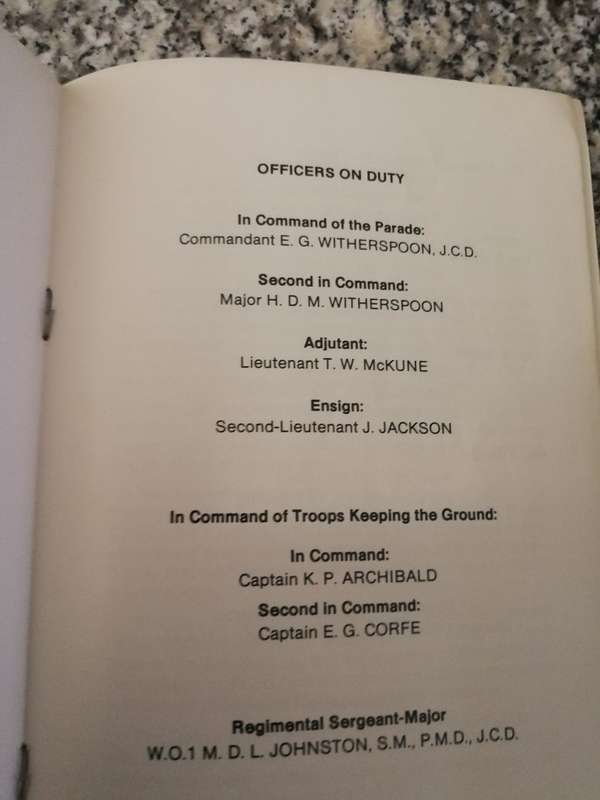 OFFICERS ON DUTY
In Command of the Parade:
Commandant E. G. WITHERSPOON, J.C.D.
Second in Command:
Major H. D. M. WITHERSPOON
Adjutant:
Lieutenant T. W. McKUNE
Ensign:
Second-Lieutenant J. JACKSON
In Command of Troops Keeping the Ground:
In Command:
Captain K. P. ARCHIBALD
Second in Command:
Captain E. G. CORFE
Regimental Sergeant-Major
W.O.1 M. D. L. JOHNSTON, S.M., P.M.D., J.C.D.